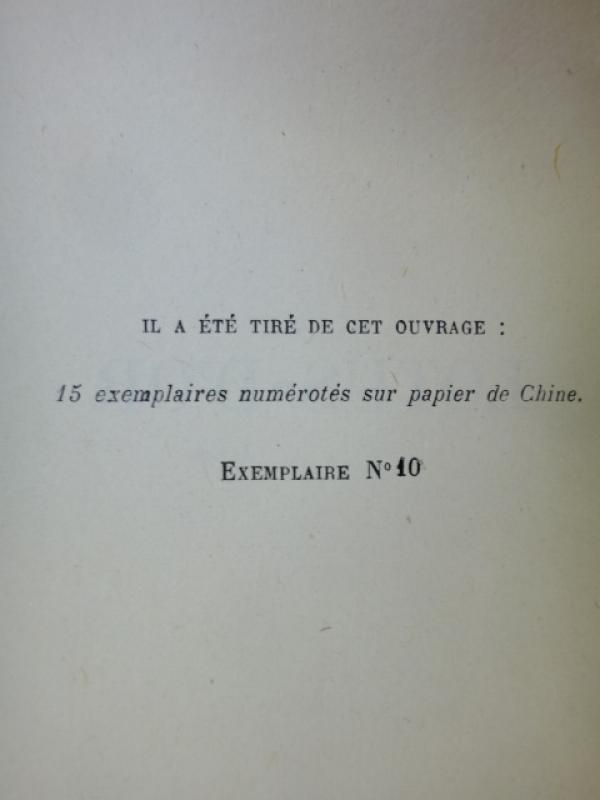 IL A ÉTÉ TIRÉ DE CET OUVRAGE :
15 exemplaires numérotés sur papier de Chine.
EXEMPLAIRE N° 10